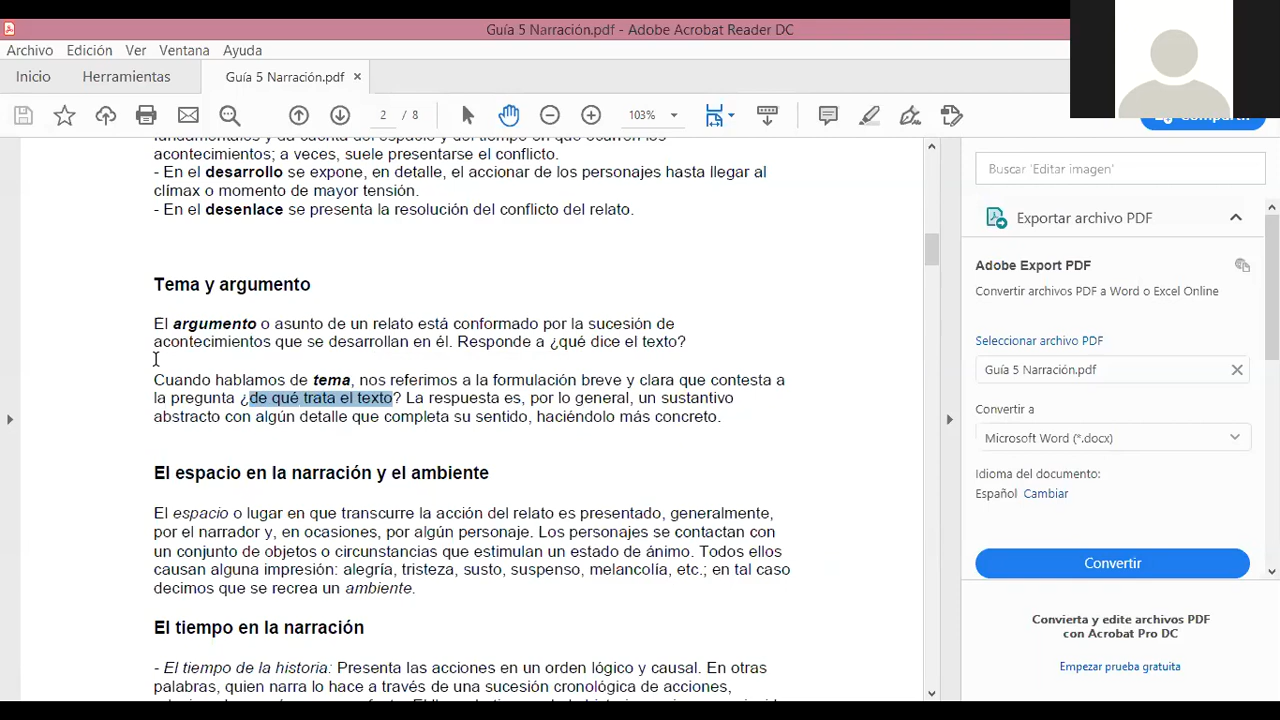 Guía 5 Narración.pdf - Adobe Acrobat Reader DC
Archivo Edición Ver Ventana Ayuda
Inicio Herramientas Guía 5 Narración.pdf ×
2 / 8 103%
acontecimientos; a veces, suele presentarse el conflicto.
- En el desarrollo se expone, en detalle, el accionar de los personajes hasta llegar al
clímax o momento de mayor tensión.
- En el desenlace se presenta la resolución del conflicto del relato.
Tema y argumento
El argumento o asunto de un relato está conformado por la sucesión de
acontecimientos que se desarrollan en él. Responde a ¿qué dice el texto?
Cuando hablamos de tema, nos referimos a la formulación breve y clara que contesta a
la pregunta ¿de qué trata el texto? La respuesta es, por lo general, un sustantivo
abstracto con algún detalle que completa su sentido, haciéndolo más concreto.
El espacio en la narración y el ambiente
El espacio o lugar en que transcurre la acción del relato es presentado, generalmente,
por el narrador y, en ocasiones, por algún personaje. Los personajes se contactan con
un conjunto de objetos o circunstancias que estimulan un estado de ánimo. Todos ellos
causan alguna inpresión: alegría, tristeza, susto, suspenso, melancolía, etc.; en tal caso
decimos que se recrea un ambiente.
El tiempo en la narración
- El tiempo de la historia: Presenta las acciones en un orden lógico y causal. En otras
palabras, quien narra lo hace a través de una sucesión cronológica de acciones,
Buscar 'Editar imagen'
Exportar archivo PDF
Adobe Export PDF
Convertir archivos PDF a Word o Excel Online
Seleccionar archivo PDF
Guía 5 Narración.pdf
Convertir a
Microsoft Word (*.docx)
Idioma del documento:
Español Cambiar
Convertir
Convierta y edite archivos PDF
con Acrobat Pro DC
Empezar prueba gratuita